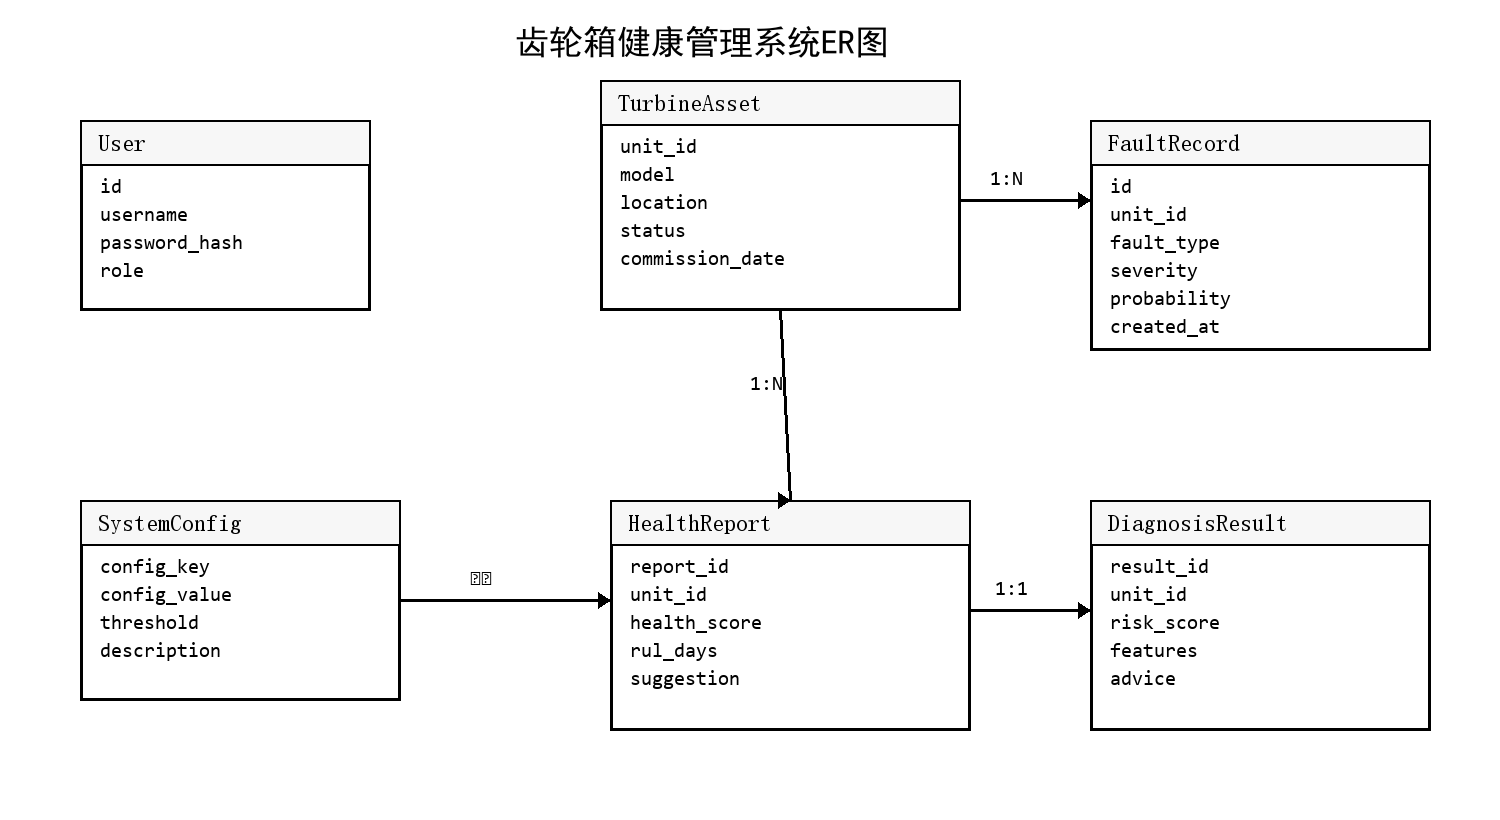 齿轮箱健康管理系统ER图
User
id
username
password_hash
role
TurbineAsset
unit_id
model
location
status
commission_date
1:N
FaultRecord
id
unit_id
fault_type
severity
probability
created_at
1:N
SystemConfig
config_key
config_value
threshold
description
HealthReport
report_id
unit_id
health_score
rul_days
suggestion
1:1
DiagnosisResult
result_id
unit_id
risk_score
features
advice